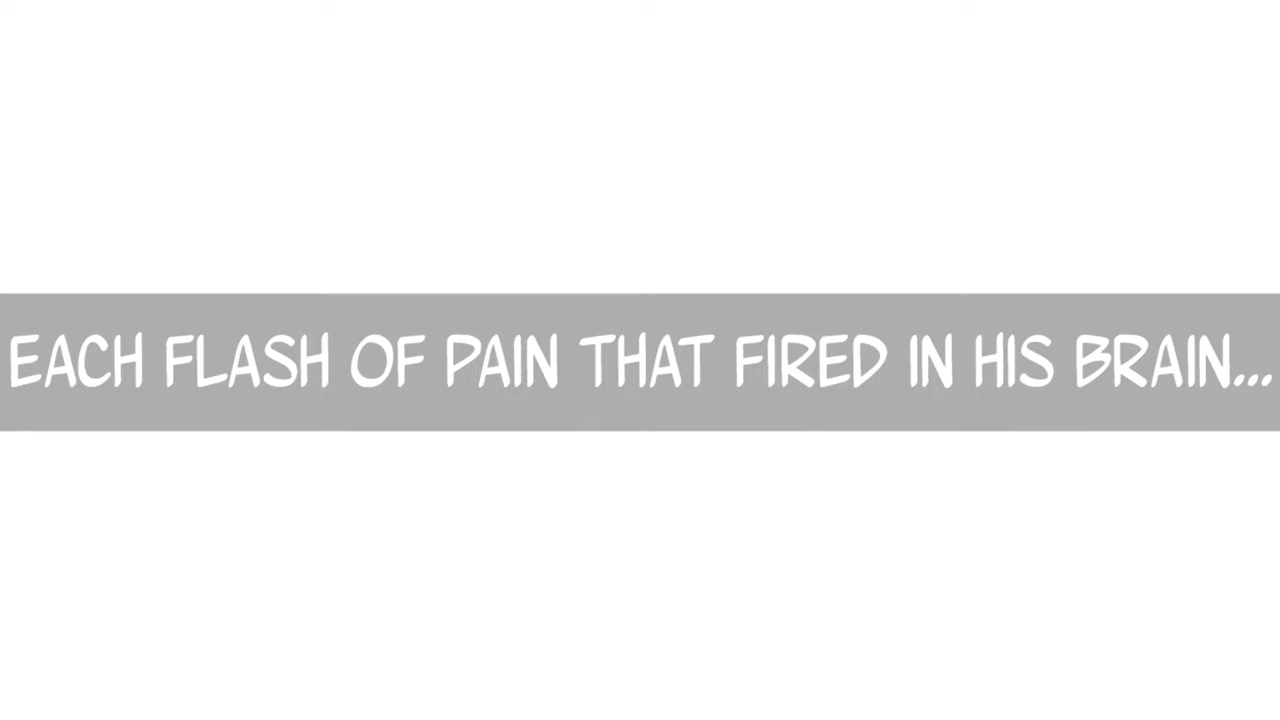 EACH FLASH OF PAIN THAT FIRED IN HIS BRAIN...